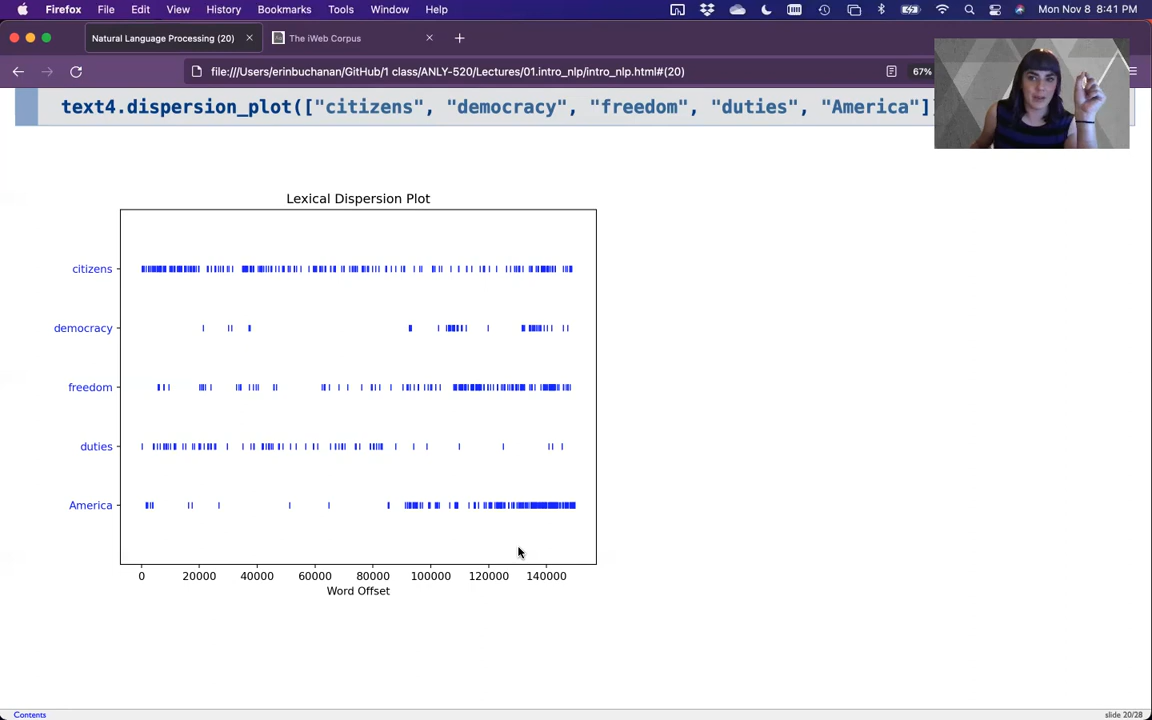 Firefox File Edit View History Bookmarks Tools Window Help Mon Nov 8 8:41 PM
Natural Language Processing (20) The iWeb Corpus
file:///Users/erinbuchanan/GitHub/1 class/ANLY-520/Lectures/01.intro_nlp/intro_nlp.html#(20) 67%
text4.dispersion_plot(["citizens", "democracy", "freedom", "duties", "America"]
Lexical Dispersion Plot
citizens
democracy
freedom
duties
America
0 20000 40000 60000 80000 100000 120000 140000
Word Offset
Contents slide 20/28